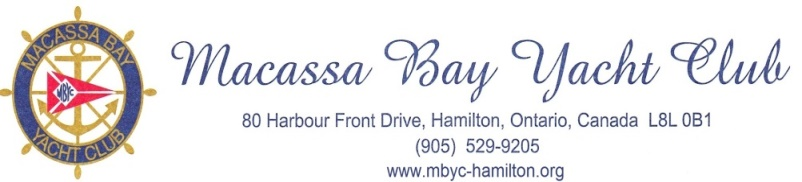 MACASSA BAY
MBYC
YACHT CLUB
Macassa Bay Yacht Club
80 Harbour Front Drive, Hamilton, Ontario, Canada L8L 0B1
(905) 529-9205
www.mbyc-hamilton.org